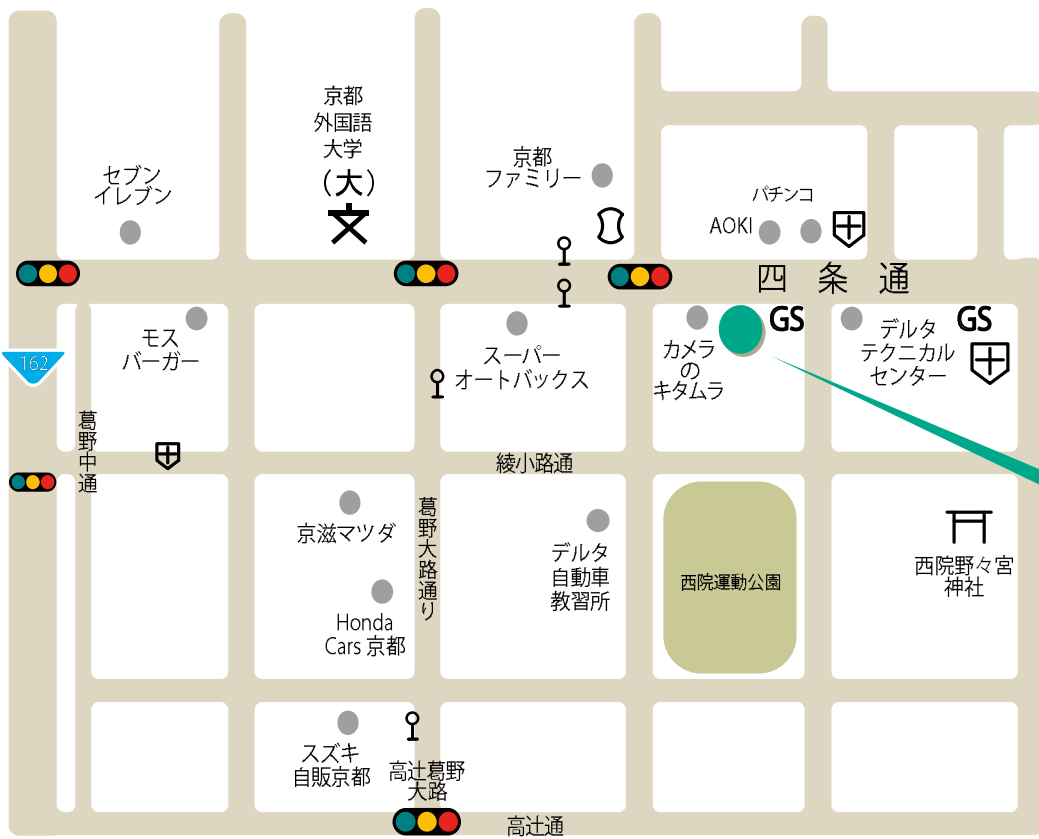 京都
外国語
大学
(大)
文
セブン
イレブン
京都
ファミリー
パチンコ
AOKI
四条通
GS
モス
バーガー
162
スーパー
オートバックス
カメラ
の
キタムラ
デルタ
テクニカル
センター
GS
葛野中通
綾小路通
京滋マツダ
葛野大路通り
デルタ
自動車
教習所
西院運動公園
西院野々宮
神社
Honda
Cars 京都
スズキ
自販京都
高辻葛野
大路
高辻通